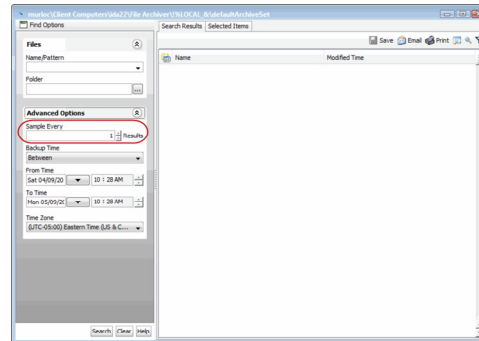 murloc\Client Computers\ida22\File Archiver\!%LOCAL_&\defaultArchiveSet
Find Options
Search Results Selected Items
Save Email Print
Files
Name/Pattern
Folder
...
Name Modified Time
Advanced Options
Sample Every
1 Results
Backup Time
Between
From Time
Sat 04/09/20 10 : 28 AM
To Time
Mon 05/09/20 10 : 28 AM
Time Zone
(UTC-05:00) Eastern Time (US & C...
Search Clear Help